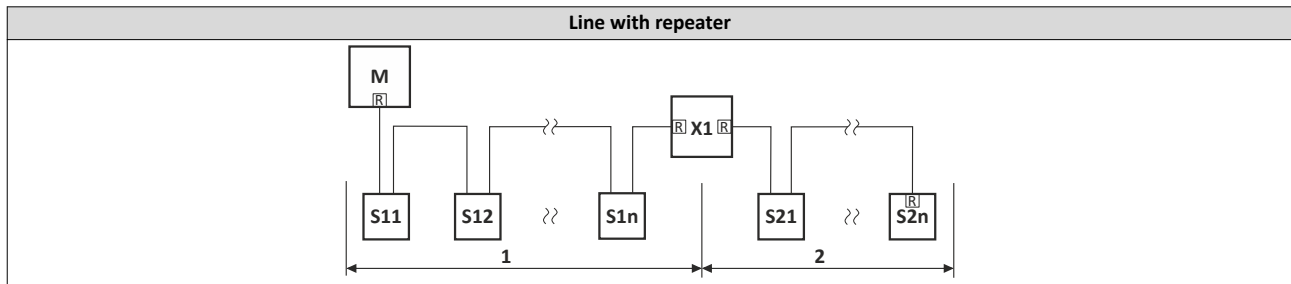 Line with repeater
M
R
R X1 R
S11 S12 S1n S21 S2n
R
1 2